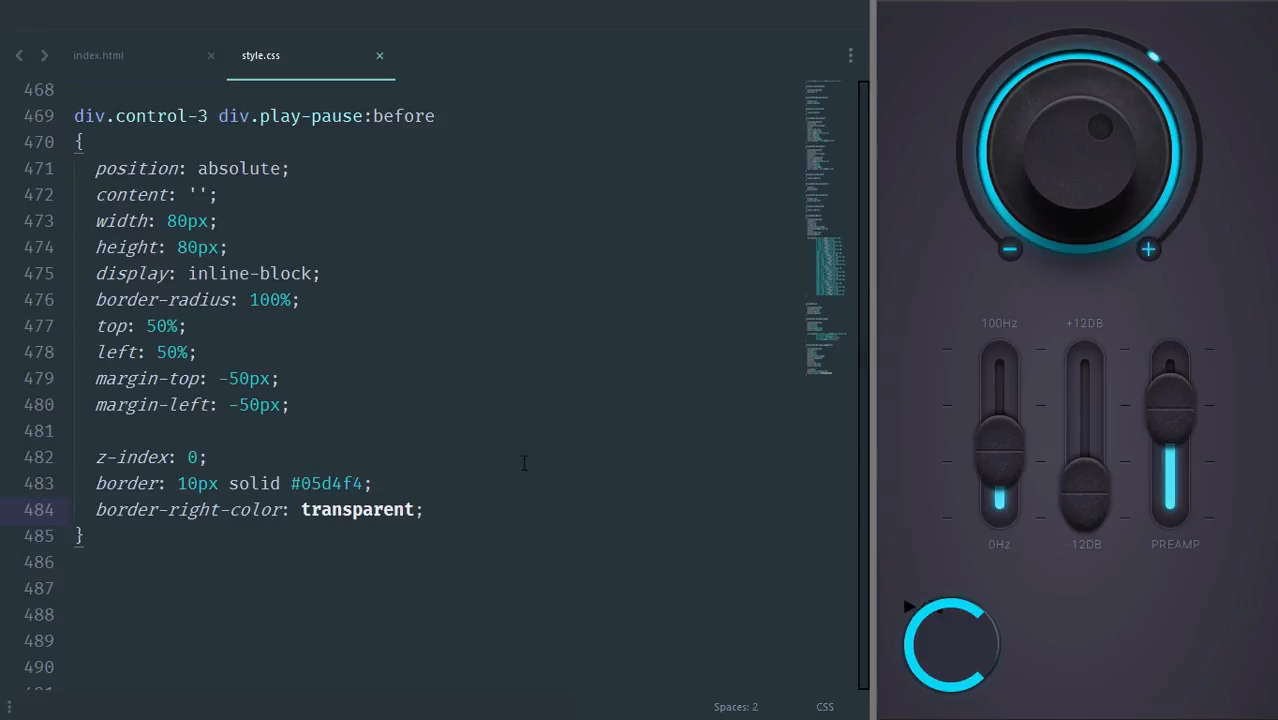 index.html
style.css
468
469 div.control-3 div.play-pause:before
470 {
471 position: absolute;
472 content: '';
473 width: 80px;
474 height: 80px;
475 display: inline-block;
476 border-radius: 100%;
477 top: 50%;
478 left: 50%;
479 margin-top: -50px;
480 margin-left: -50px;
481
482 z-index: 0;
483 border: 10px solid #05d4f4;
484 border-right-color: transparent;
485 }
486
487
488
489
490
Spaces: 2 CSS
100Hz +12DB
0Hz -12DB PREAMP